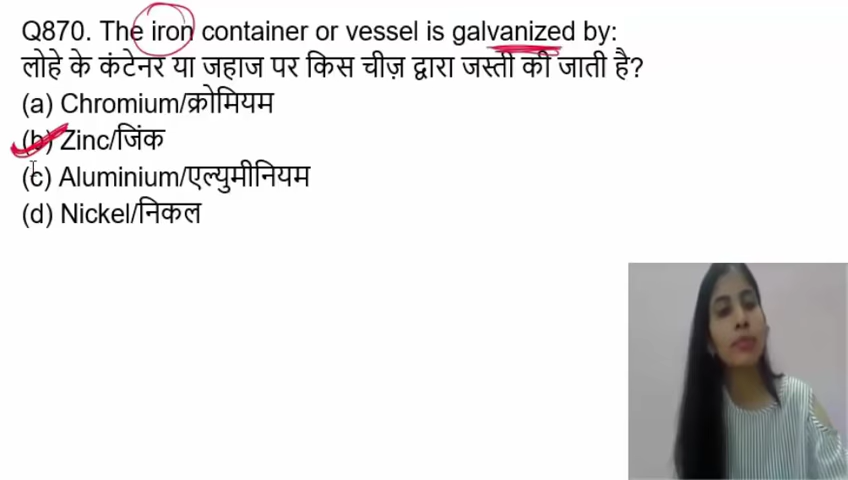 Q870. The iron container or vessel is galvanized by:
लोहे के कंटेनर या जहाज पर किस चीज़ द्वारा जस्ती की जाती है?
(a) Chromium/क्रोमियम
(b) Zinc/जिंक
(c) Aluminium/एल्युमीनियम
(d) Nickel/निकल